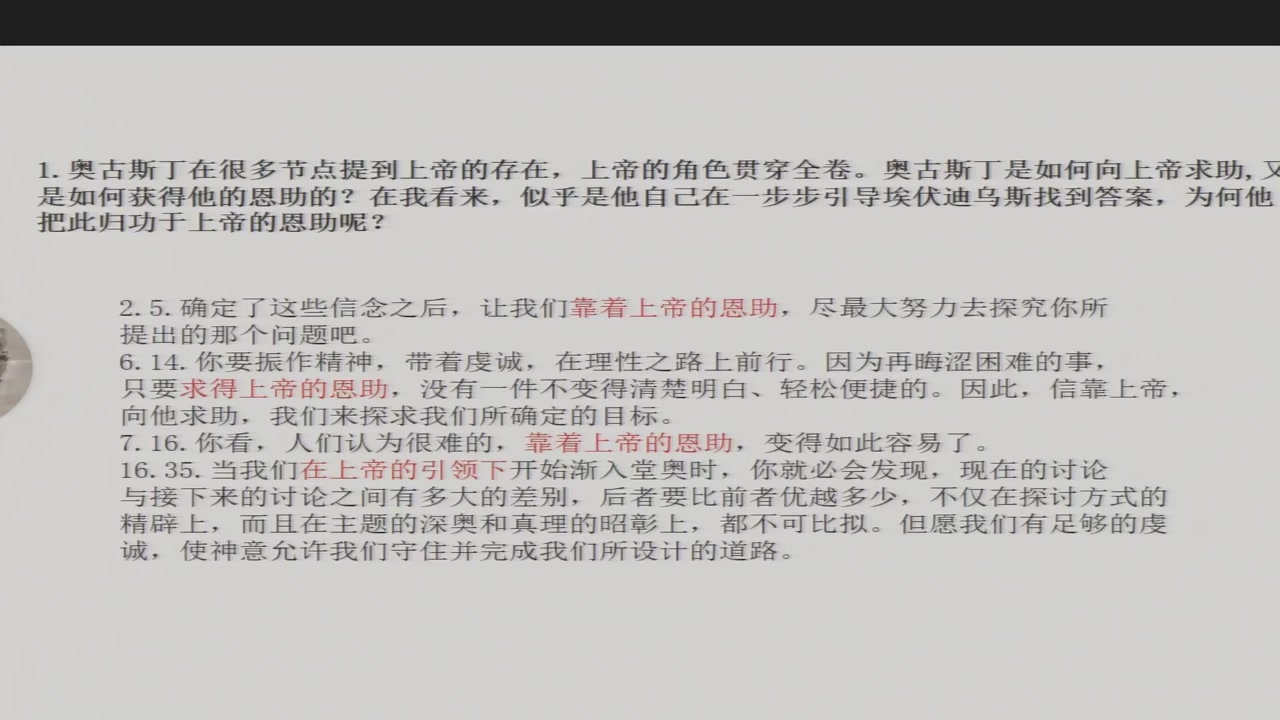 1.奥古斯丁在很多节点提到上帝的存在，上帝的角色贯穿全卷。奥古斯丁是如何向上帝求助,又
是如何获得他的恩助的？在我看来，似乎是他自己在一步步引导埃伏迪乌斯找到答案，为何他
把此归功于上帝的恩助呢？
2.5.确定了这些信念之后，让我们靠着上帝的恩助，尽最大努力去探究你所
提出的那个问题吧。
6.14.你要振作精神，带着虔诚，在理性之路上前行。因为再晦涩困难的事，
只要求得上帝的恩助，没有一件不变得清楚明白、轻松便捷的。因此，信靠上帝，
向他求助，我们来探求我们所确定的目标。
7.16.你看，人们认为很难的，靠着上帝的恩助，变得如此容易了。
16.35.当我们在上帝的引领下开始渐入堂奥时，你就必会发现，现在的讨论
与接下来的讨论之间有多大的差别，后者要比前者优越多少，不仅在探讨方式的
精辟上，而且在主题的深奥和真理的昭彰上，都不可比拟。但愿我们有足够的虔
诚，使神意允许我们守住并完成我们所设计的道路。